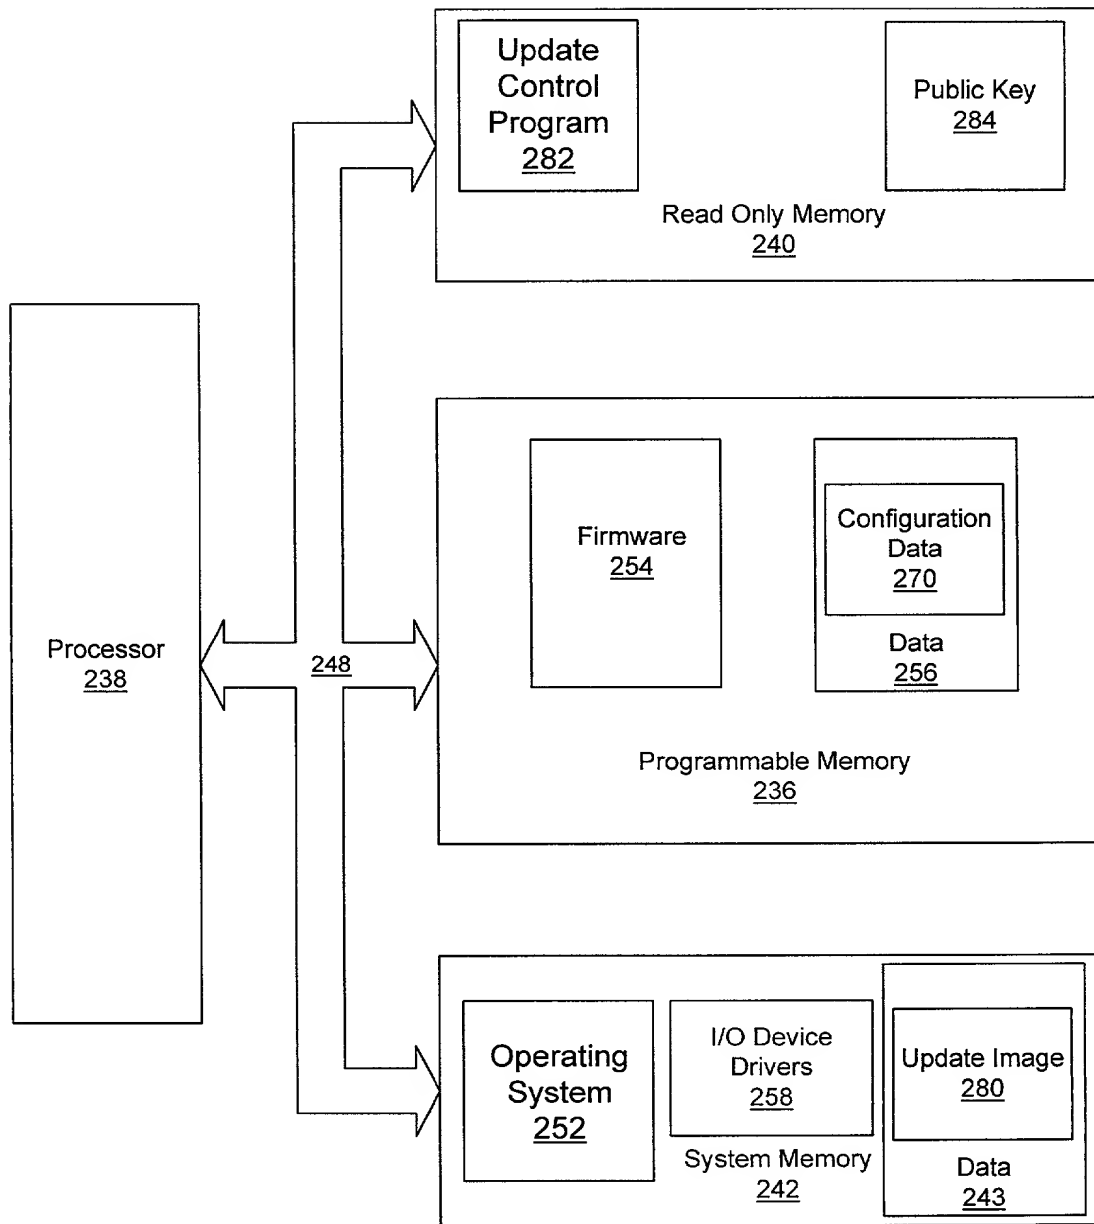 Update
Control
Program
282
Public Key
284
Read Only Memory
240
Processor
238
248
Firmware
254
Configuration
Data
270
Data
256
Programmable Memory
236
Operating
System
252
I/O Device
Drivers
258
Update Image
280
System Memory
242
Data
243